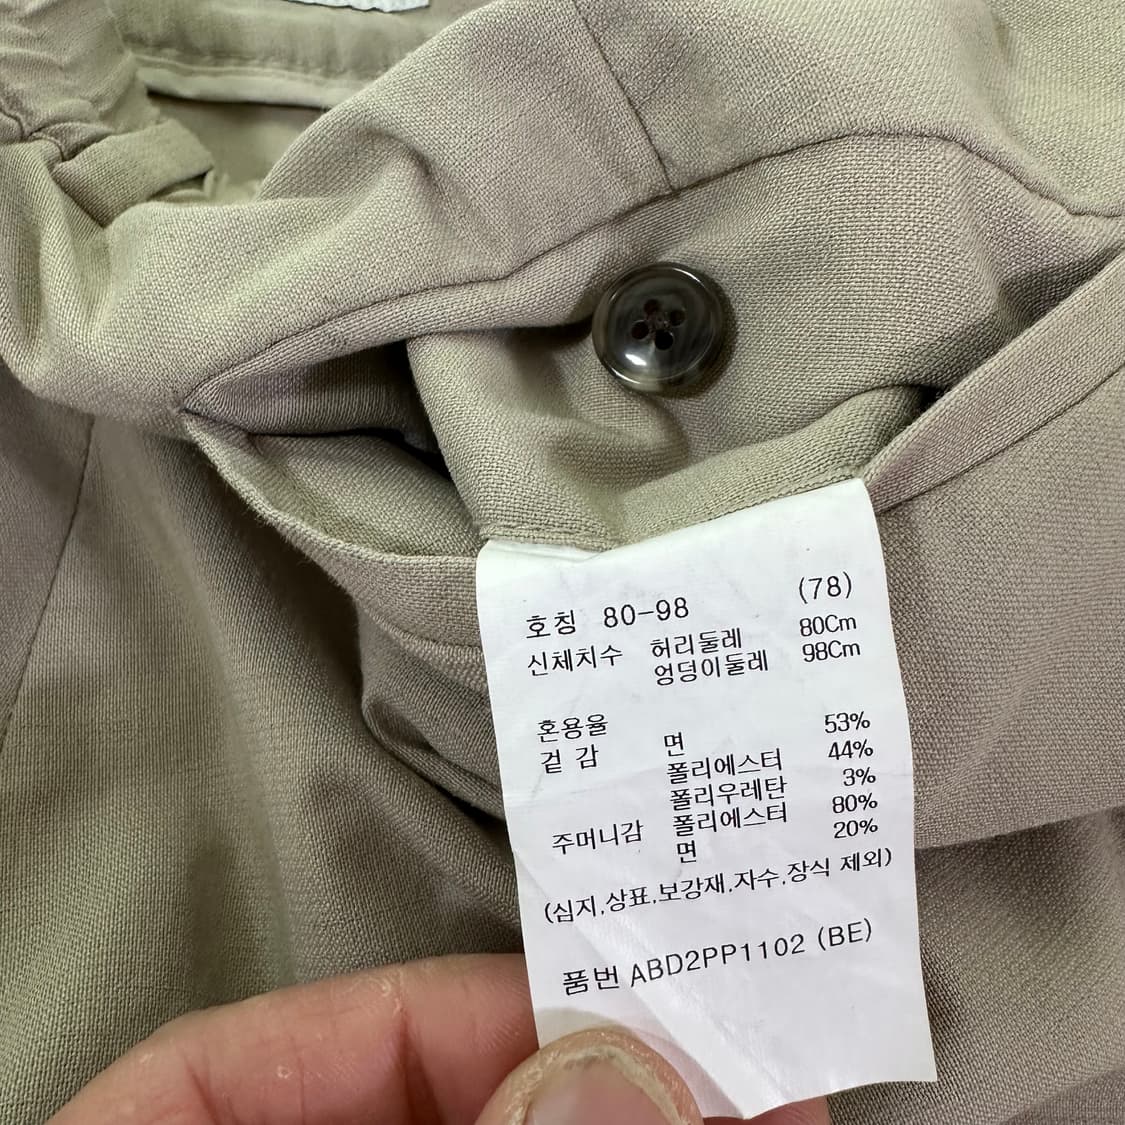 호칭 80-98 (78)
신체치수 허리둘레 80Cm
엉덩이둘레 98Cm
혼용율
겉 감 면 53%
폴리에스터 44%
폴리우레탄 3%
주머니감 폴리에스터 80%
면 20%
(심지,상표,보강재,자수,장식 제외)
품번 ABD2PP1102 (BE)